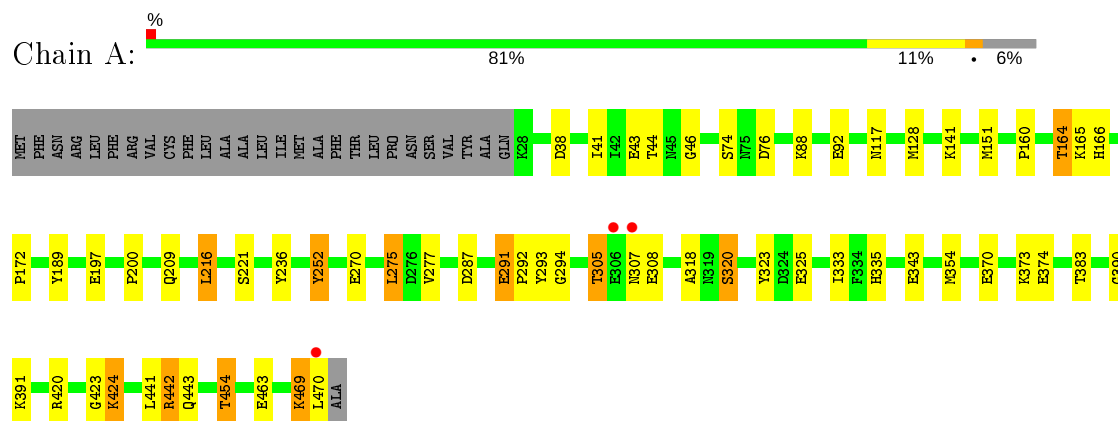 %
Chain A:
81% 11% • 6%
MET PHE ASN ARG LEU PHE ARG VAL CYS PHE LEU ALA ALA LEU ILE MET ALA PHE THR LEU PRO ASN SER VAL TYR ALA GLN K28 D38 I41 I42 E43 T44 N45 G46 S74 N75 D76 K88 E92 N117 M128 K141 M151 P160 T164 K165 H166
P172 Y189 E197 P200 Q209 L216 S221 Y236 Y252 E270 L275 D276 V277 D287 E291 P292 Y293 G294 T305 E306 N307 E308 A318 N319 S320 Y323 D324 E325 I333 F334 H335 E343 M354 E370 K373 E374 T383
K391 R420 G423 K424 L441 R442 Q443 T454 E463 K469 L470 ALA